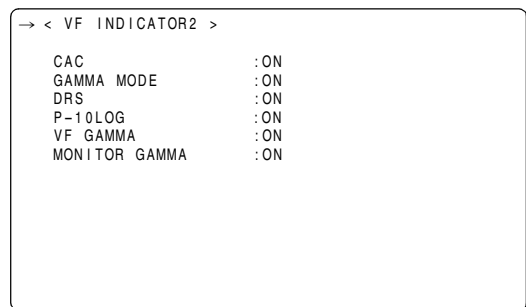 → < VF INDICATOR2 >
CAC :ON
GAMMA MODE :ON
DRS :ON
P-10LOG :ON
VF GAMMA :ON
MONITOR GAMMA :ON